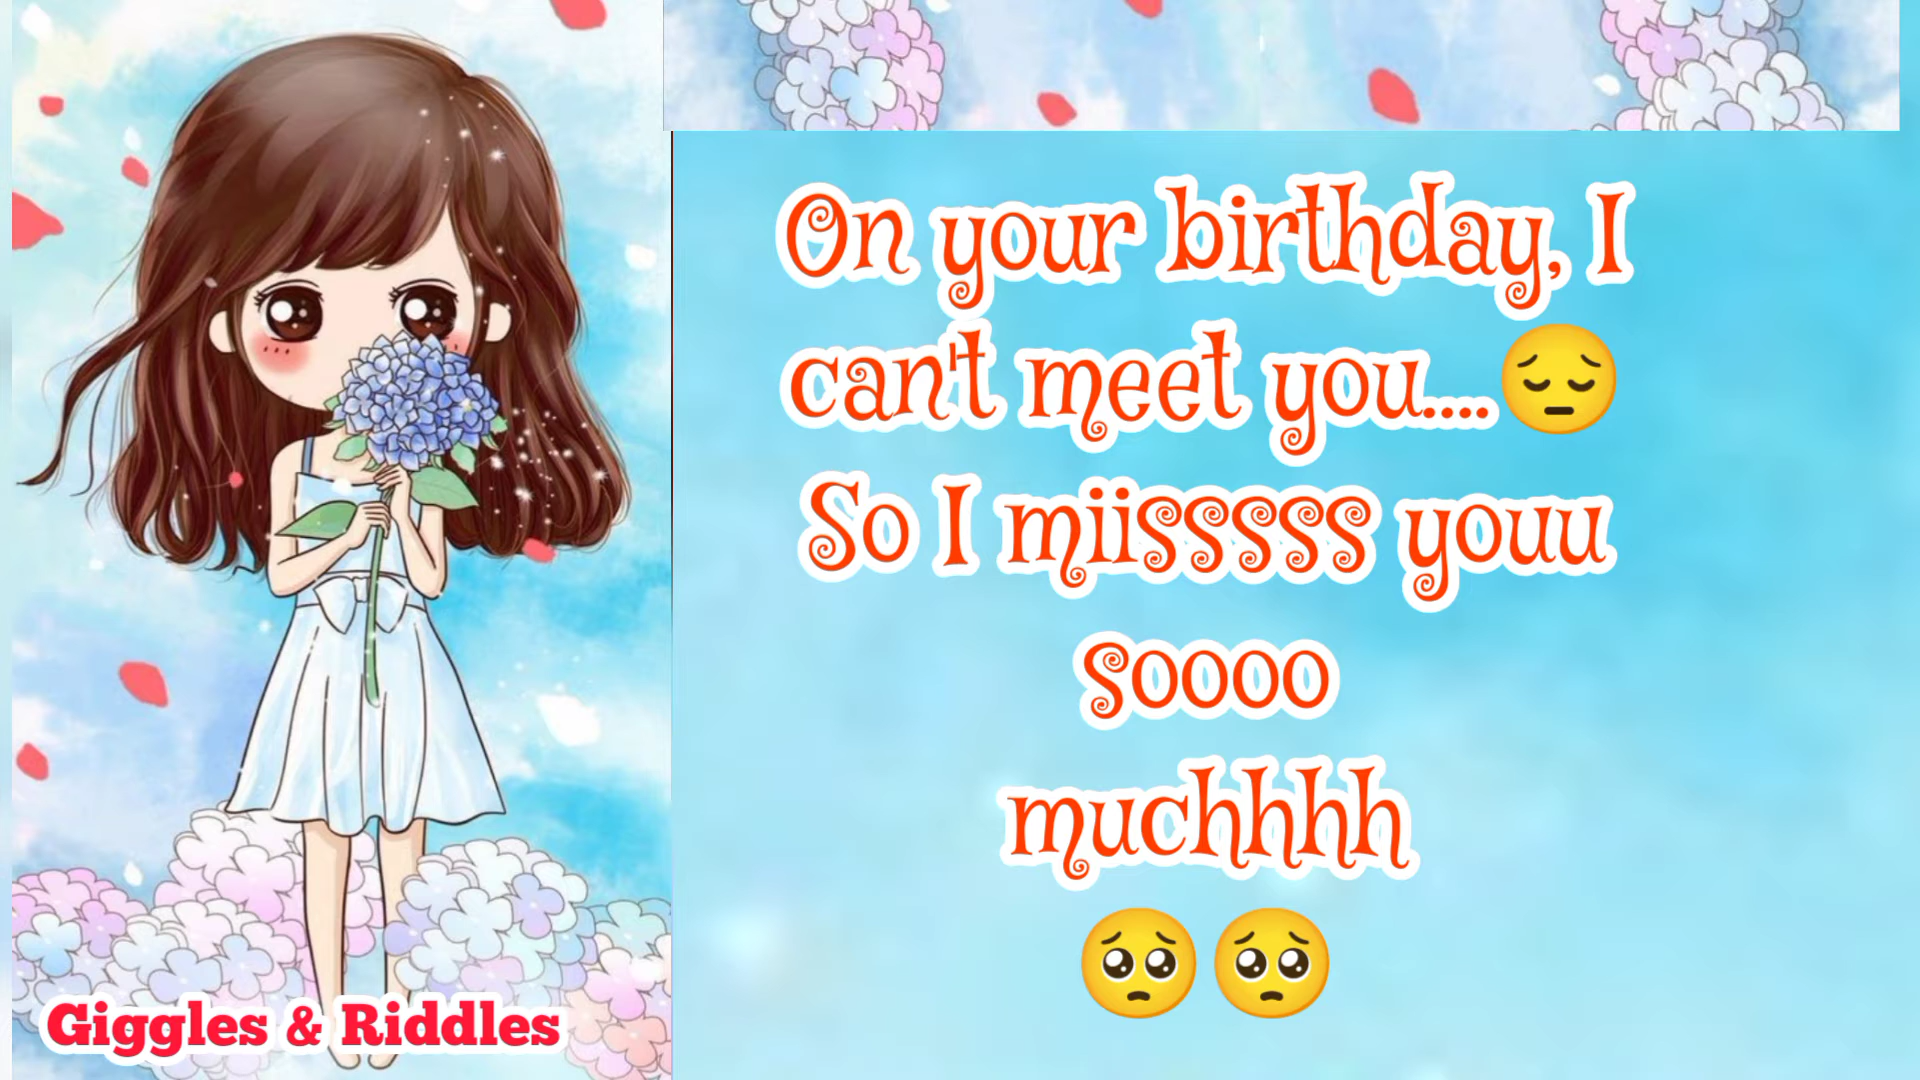 On your birthday, I
can't meet you....😔
So I miisssss youu
soooo
muchhhh
🥺🥺
Giggles & Riddles